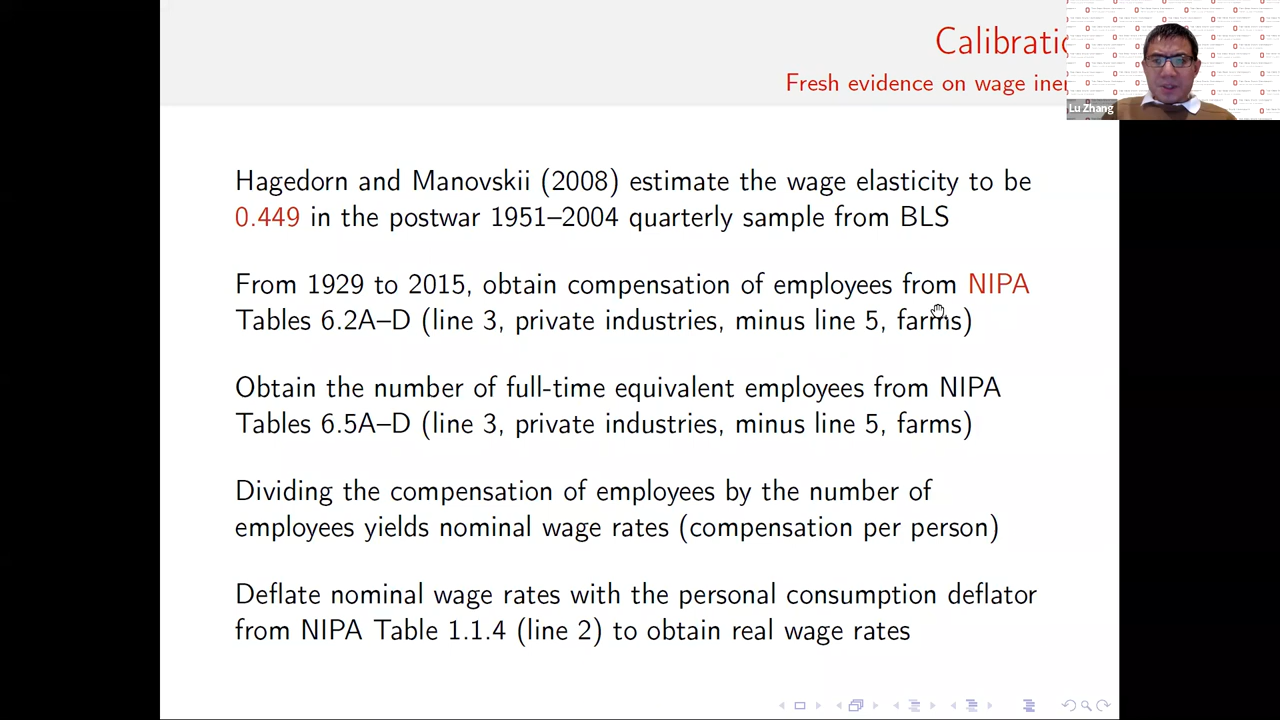 Calibratio
Fresh evidence on wage iner
Lu Zhang
Hagedorn and Manovskii (2008) estimate the wage elasticity to be
0.449 in the postwar 1951–2004 quarterly sample from BLS
From 1929 to 2015, obtain compensation of employees from NIPA
Tables 6.2A–D (line 3, private industries, minus line 5, farms)
Obtain the number of full-time equivalent employees from NIPA
Tables 6.5A–D (line 3, private industries, minus line 5, farms)
Dividing the compensation of employees by the number of
employees yields nominal wage rates (compensation per person)
Deflate nominal wage rates with the personal consumption deflator
from NIPA Table 1.1.4 (line 2) to obtain real wage rates